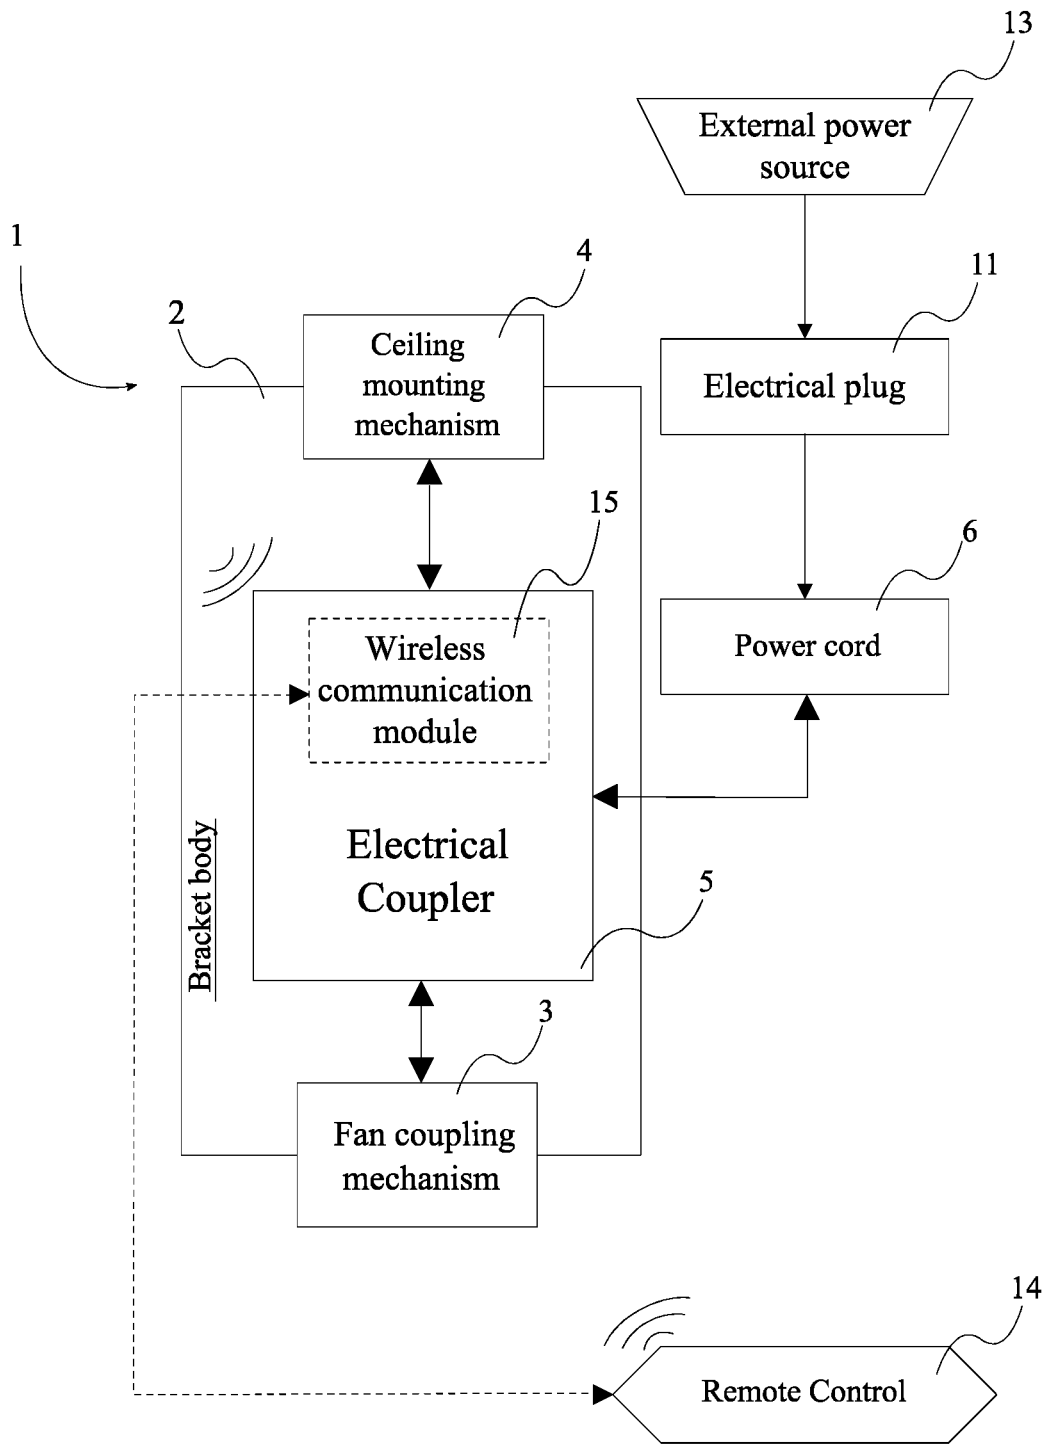 13
External power
source
1
4
11
2
Ceiling
mounting
mechanism
Electrical plug
15
6
Wireless
communication
module
Power cord
Electrical
Coupler
Bracket body
5
3
Fan coupling
mechanism
14
Remote Control